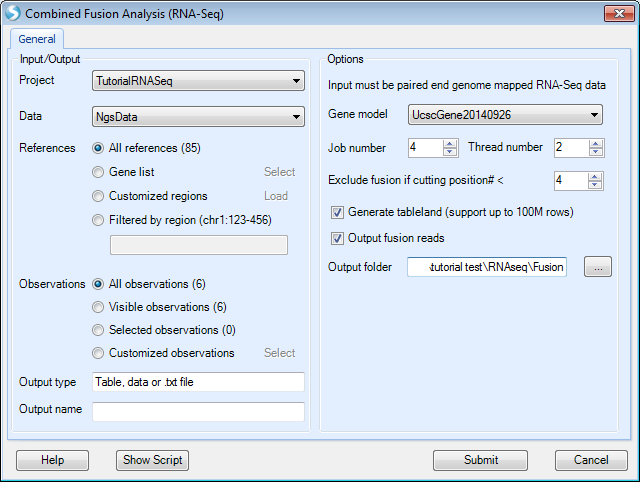 Combined Fusion Analysis (RNA-Seq)
General
Input/Output
Project
TutorialRNASeq
Data
NgsData
References
All references (85)
Gene list
Select
Customized regions
Load
Filtered by region (chr1:123-456)
Observations
All observations (6)
Visible observations (6)
Selected observations (0)
Customized observations
Select
Output type
Table, data or .txt file
Output name
Options
Input must be paired end genome mapped RNA-Seq data
Gene model
UcscGene20140926
Job number
4
Thread number
2
Exclude fusion if cutting position# <
4
Generate tableland (support up to 100M rows)
Output fusion reads
Output folder
\tutorial test\RNAseq\Fusion
...
Help
Show Script
Submit
Cancel